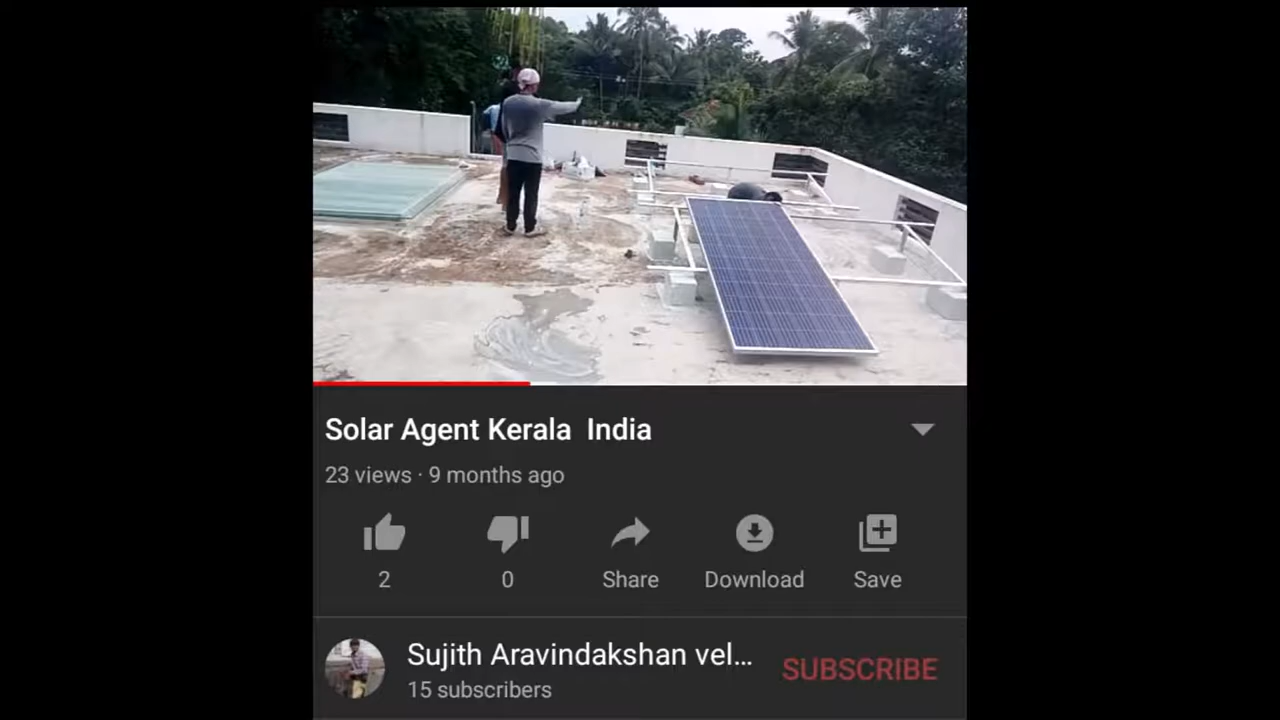 Solar Agent Kerala  India
23 views · 9 months ago
2
0
Share
Download
Save
Sujith Aravindakshan vel...
15 subscribers
SUBSCRIBE